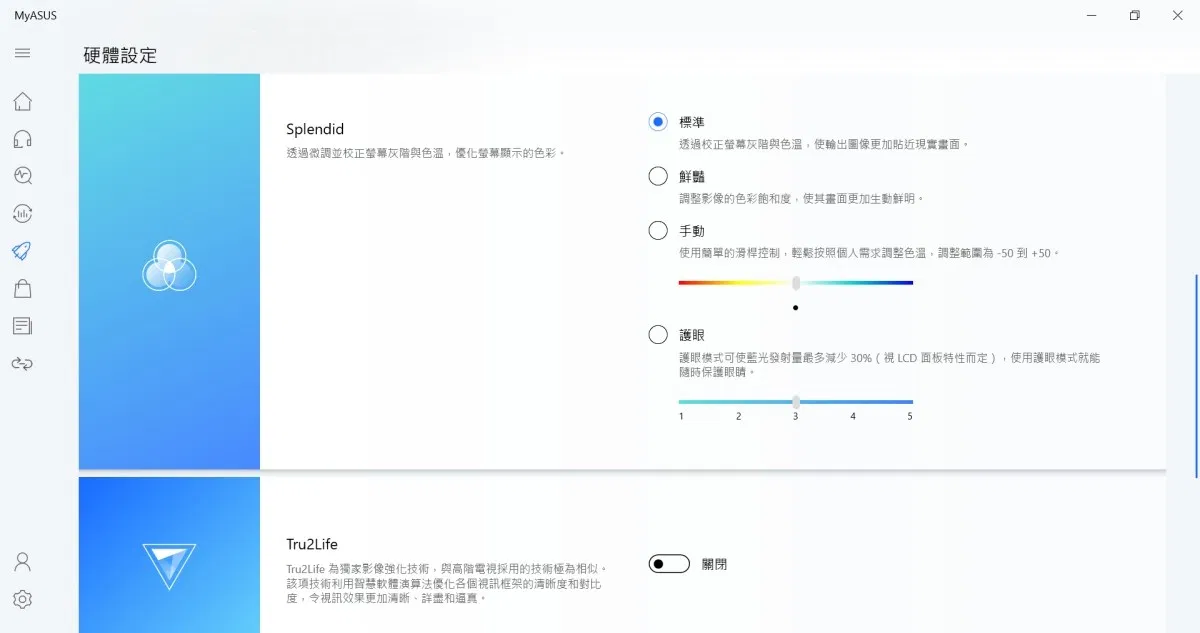 MyASUS
硬體設定
Splendid
透過微調並校正螢幕灰階與色溫，優化螢幕顯示的色彩。
標準
透過校正螢幕灰階與色溫，使輸出圖像更加貼近現實畫面。
鮮豔
調整影像的色彩飽和度，使其畫面更加生動鮮明。
手動
使用簡單的滑桿控制，輕鬆按照個人需求調整色溫，調整範圍為 -50 到 +50。
護眼
護眼模式可使藍光發射量最多減少 30%（視 LCD 面板特性而定），使用護眼模式就能
隨時保護眼睛。
1 2 3 4 5
Tru2Life
Tru2Life 為獨家影像強化技術，與高階電視採用的技術極為相似。
該項技術利用智慧軟體演算法優化各個視訊框架的清晰度和對比
度，令視訊效果更加清晰、詳盡和逼真。
關閉